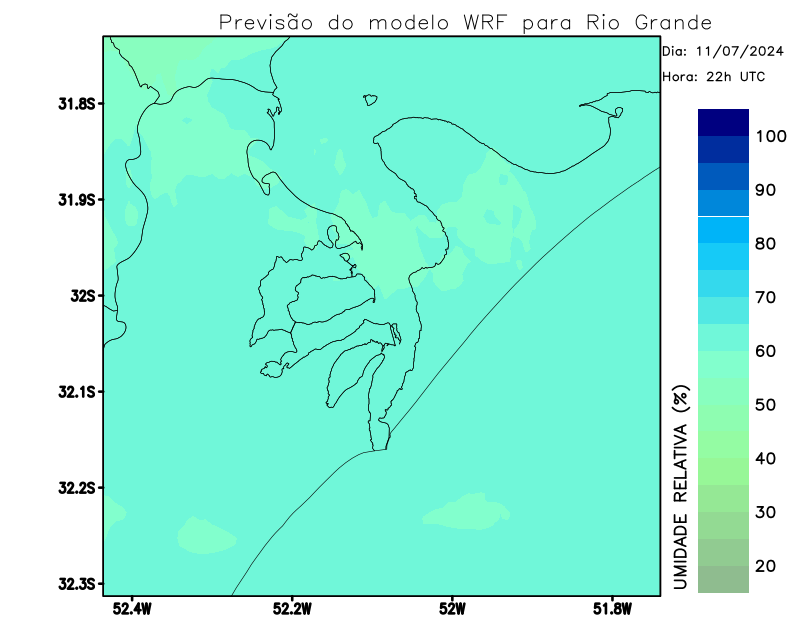 Previsão do modelo WRF para Rio Grande
Dia: 11/07/2024
Hora: 22h UTC
31.8S
31.9S
32S
32.1S
32.2S
32.3S
52.4W
52.2W
52W
51.8W
100
90
80
70
60
50
40
30
20
UMIDADE RELATIVA (%)